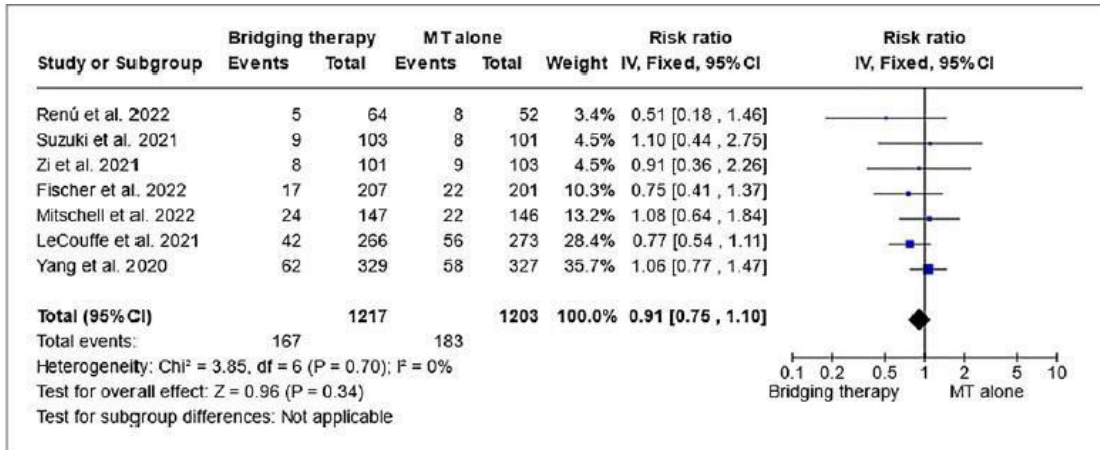 Bridging therapy MT alone Risk ratio Risk ratio
Study or Subgroup Events Total Events Total Weight IV, Fixed, 95% CI IV, Fixed, 95% CI
Renú et al. 2022 5 64 8 52 3.4% 0.51 [0.18 , 1.46]
Suzuki et al. 2021 9 103 8 101 4.5% 1.10 [0.44 , 2.75]
Zi et al. 2021 8 101 9 103 4.5% 0.91 [0.36 , 2.26]
Fischer et al. 2022 17 207 22 201 10.3% 0.75 [0.41 , 1.37]
Mitschell et al. 2022 24 147 22 146 13.2% 1.08 [0.64 , 1.84]
LeCouffe et al. 2021 42 266 56 273 28.4% 0.77 [0.54 , 1.11]
Yang et al. 2020 62 329 58 327 35.7% 1.06 [0.77 , 1.47]
Total (95% CI) 1217 1203 100.0% 0.91 [0.75 , 1.10]
Total events: 167 183
Heterogeneity: Chi² = 3.85, df = 6 (P = 0.70); I² = 0%
Test for overall effect: Z = 0.96 (P = 0.34)
Test for subgroup differences: Not applicable
0.1 0.2 0.5 1 2 5 10
Bridging therapy MT alone